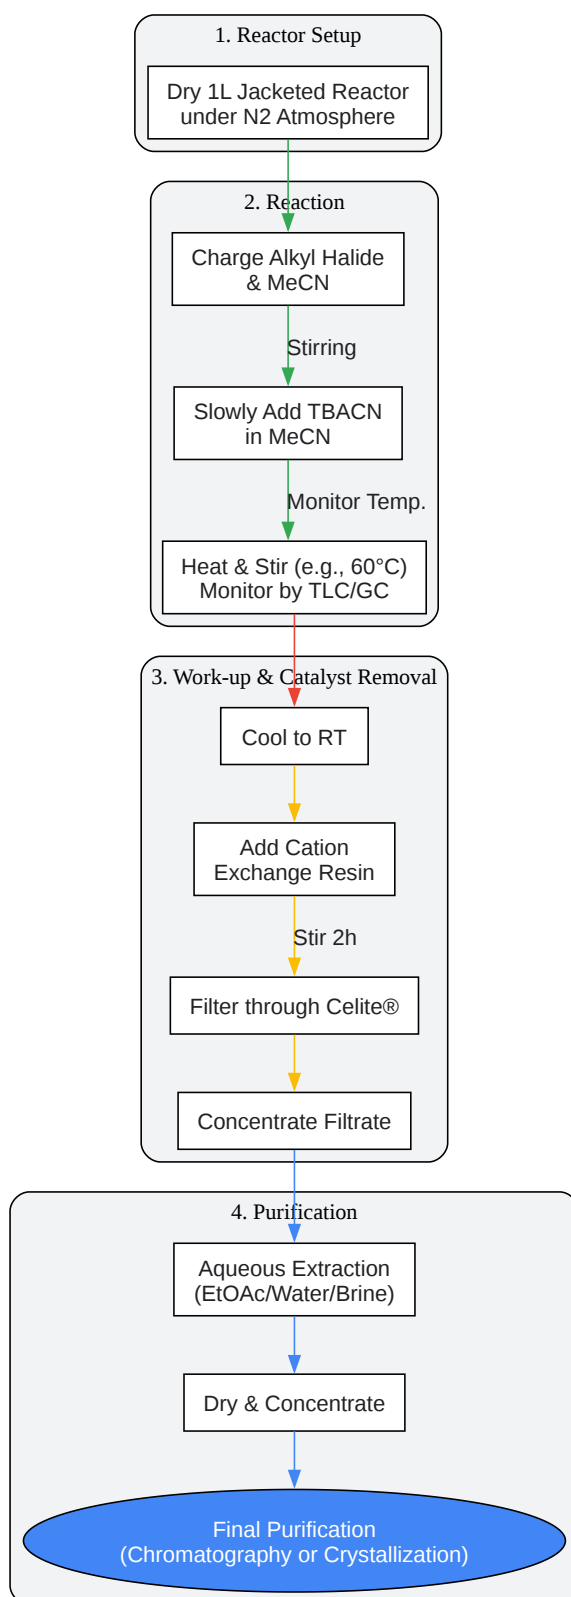 1. Reactor Setup
Dry 1L Jacketed Reactor
under N2 Atmosphere
2. Reaction
Charge Alkyl Halide
& MeCN
Stirring
Slowly Add TBACN
in MeCN
Monitor Temp.
Heat & Stir (e.g., 60°C)
Monitor by TLC/GC
3. Work-up & Catalyst Removal
Cool to RT
Add Cation
Exchange Resin
Stir 2h
Filter through Celite®
Concentrate Filtrate
4. Purification
Aqueous Extraction
(EtOAc/Water/Brine)
Dry & Concentrate
Final Purification
(Chromatography or Crystallization)